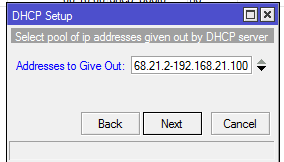 DHCP Setup
Select pool of ip addresses given out by DHCP server
Addresses to Give Out: 68.21.2-192.168.21.100
Back Next Cancel